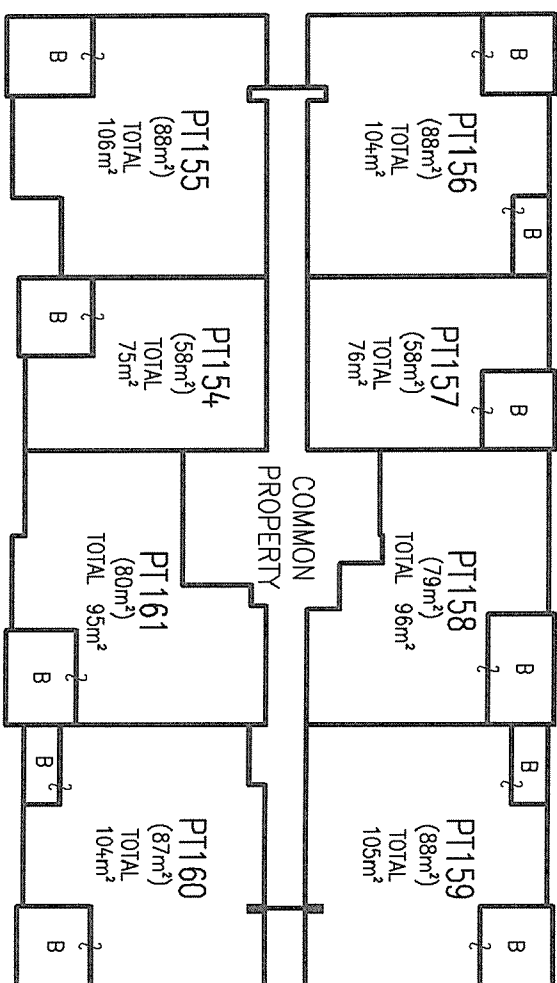 B
B
B
B
B
B
PT156
(88m²)
TOTAL
104m²
PT157
(58m²)
TOTAL
76m²
PT158
(79m²)
TOTAL 96m²
PT159
(88m²)
TOTAL
105m²
COMMON
PROPERTY
PT155
(88m²)
TOTAL
106m²
PT154
(58m²)
TOTAL
75m²
PT161
(80m²)
TOTAL 95m²
PT160
(87m²)
TOTAL
104m²
B
B
B
B
B